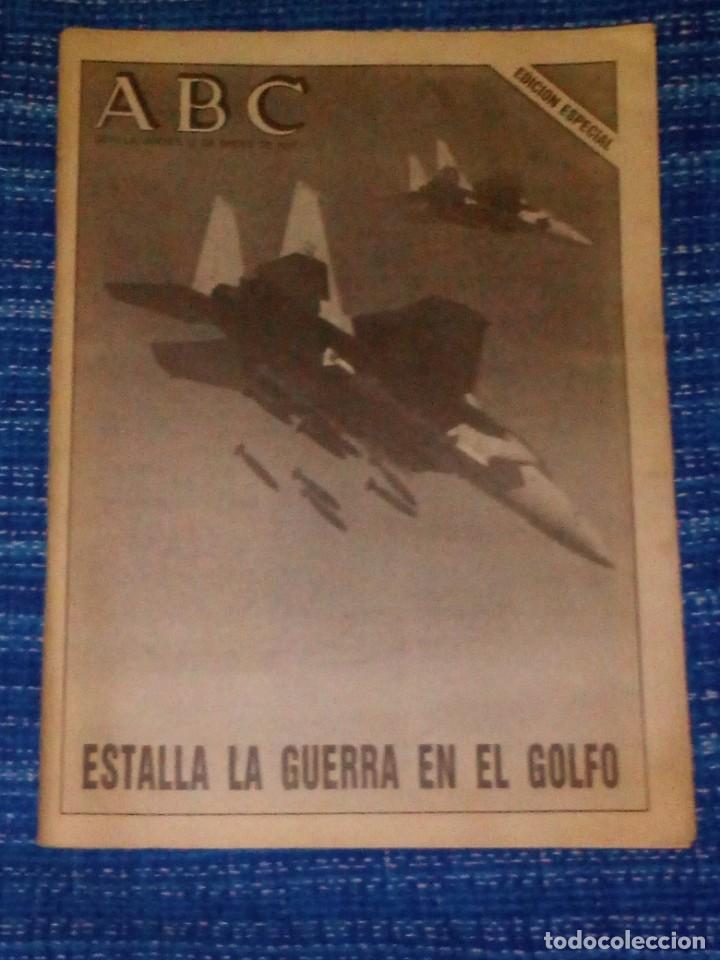 ABC
EDICION ESPECIAL
ESTALLA LA GUERRA EN EL GOLFO
todocoleccion